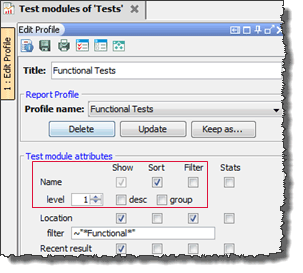 Test modules of 'Tests'
1 : Edit Profile
Edit Profile
Title: Functional Tests
Report Profile
Profile name: Functional Tests
Delete Update Keep as...
Test module attributes
Show Sort Filter Stats
Name
level 1 desc group
Location
filter ~"*Functional*"
Recent result